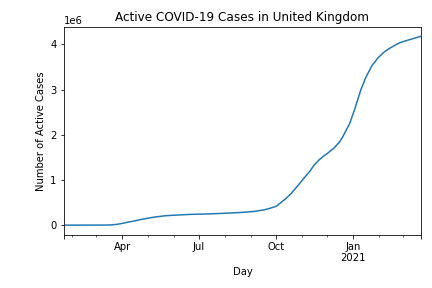 Active COVID-19 Cases in United Kingdom
1e6
4
3
2
1
0
Number of Active Cases
Apr
Jul
Oct
Jan
2021
Day